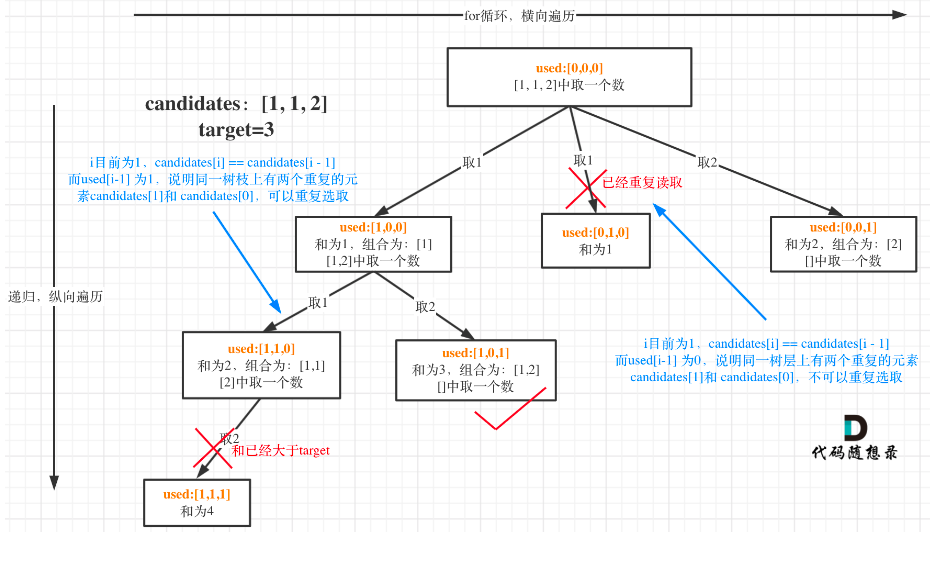 for循环，横向遍历
used:[0,0,0]
[1, 1, 2]中取一个数
candidates：[1, 1, 2]
target=3
i目前为1，candidates[i] == candidates[i - 1]
而used[i-1] 为1，说明同一树枝上有两个重复的元
素candidates[1]和 candidates[0]，可以重复选取
取1
取1
取2
已经重复读取
used:[1,0,0]
和为1，组合为：[1]
[1,2]中取一个数
used:[0,1,0]
和为1
used:[0,0,1]
和为2，组合为：[2]
[]中取一个数
递归，纵向遍历
取1
取2
used:[1,1,0]
和为2，组合为：[1,1]
[2]中取一个数
used:[1,0,1]
和为3，组合为：[1,2]
[]中取一个数
i目前为1，candidates[i] == candidates[i - 1]
而used[i-1] 为0，说明同一树层上有两个重复的元素
candidates[1]和 candidates[0]，不可以重复选取
取2
和已经大于target
used:[1,1,1]
和为4
代码随想录